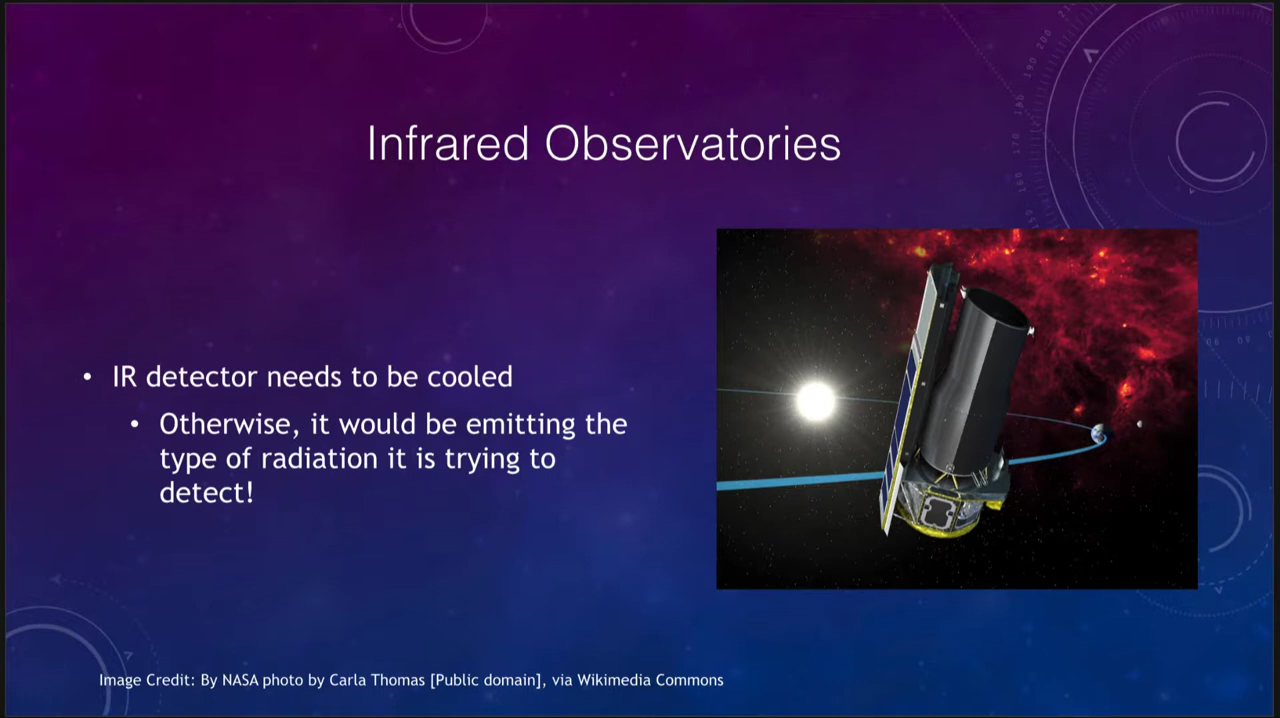 Infrared Observatories
• IR detector needs to be cooled
• Otherwise, it would be emitting the
type of radiation it is trying to
detect!
Image Credit: By NASA photo by Carla Thomas [Public domain], via Wikimedia Commons